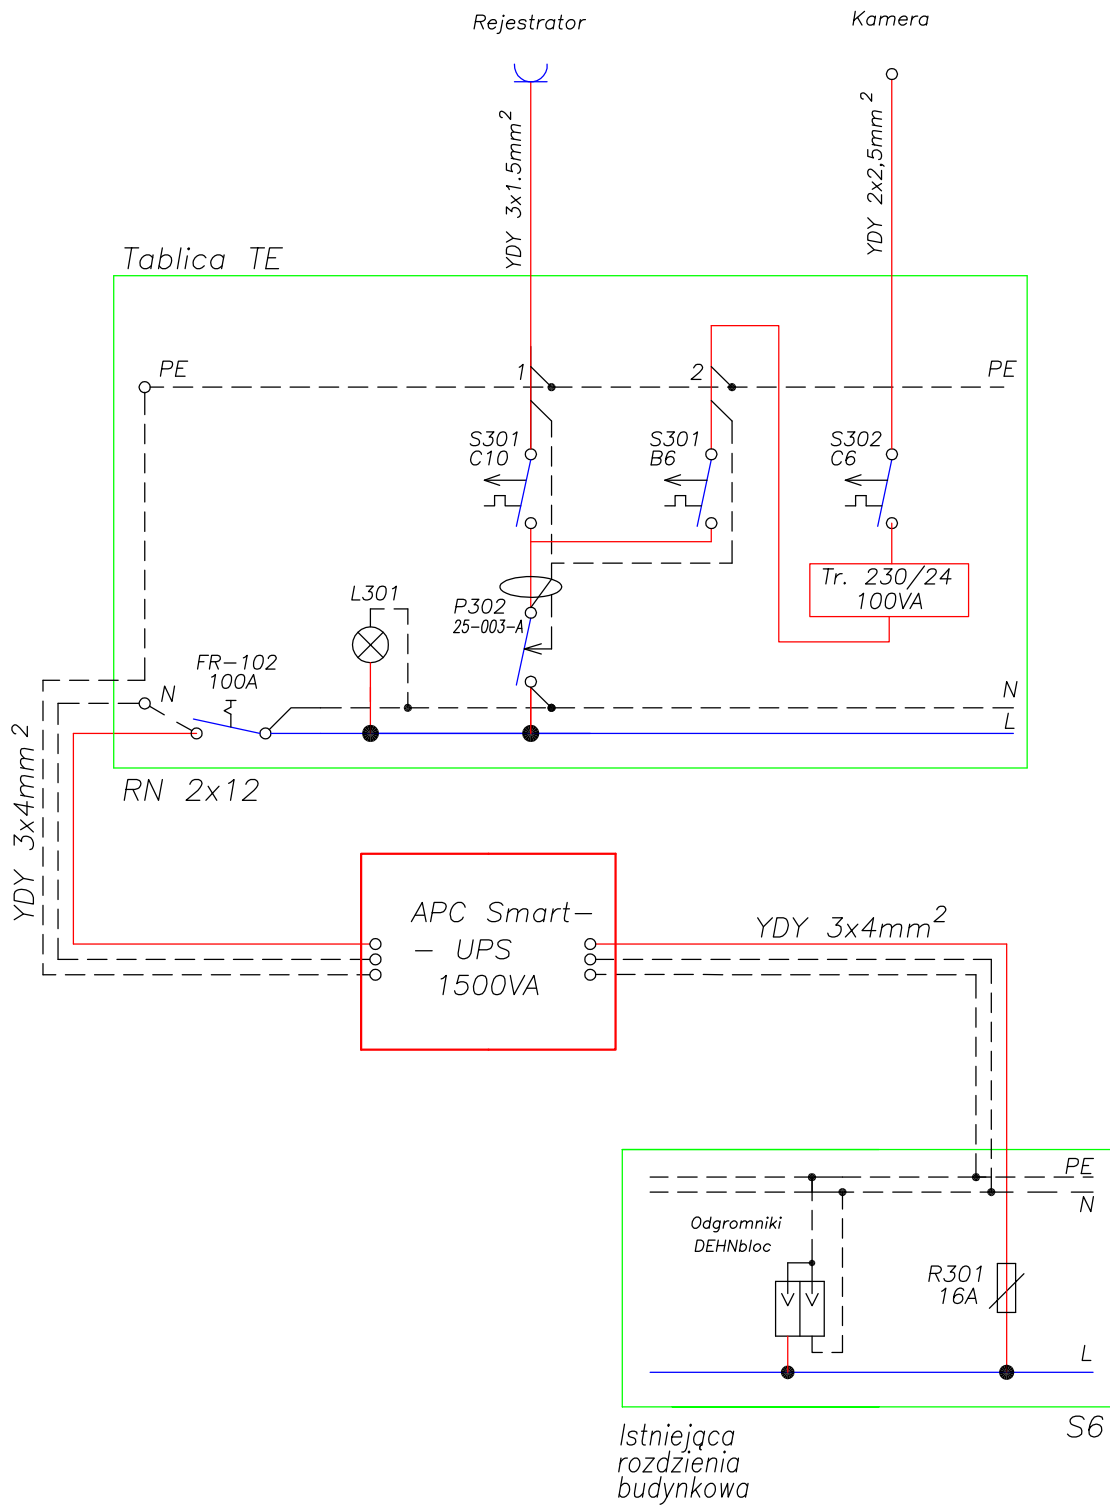 Rejestrator
Kamera
YDY 3x1.5mm²
YDY 2x2,5mm²
Tablica TE
PE
1
2
PE
S301
C10
S301
B6
S302
C6
Tr. 230/24
100VA
L301
P302
25-003-A
FR-102
100A
N
N
L
RN 2x12
YDY 3x4mm²
APC Smart-
- UPS
1500VA
YDY 3x4mm²
PE
N
Odgromniki
DEHNbloc
R301
16A
L
S6
Istniejąca
rozdzienia
budynkowa